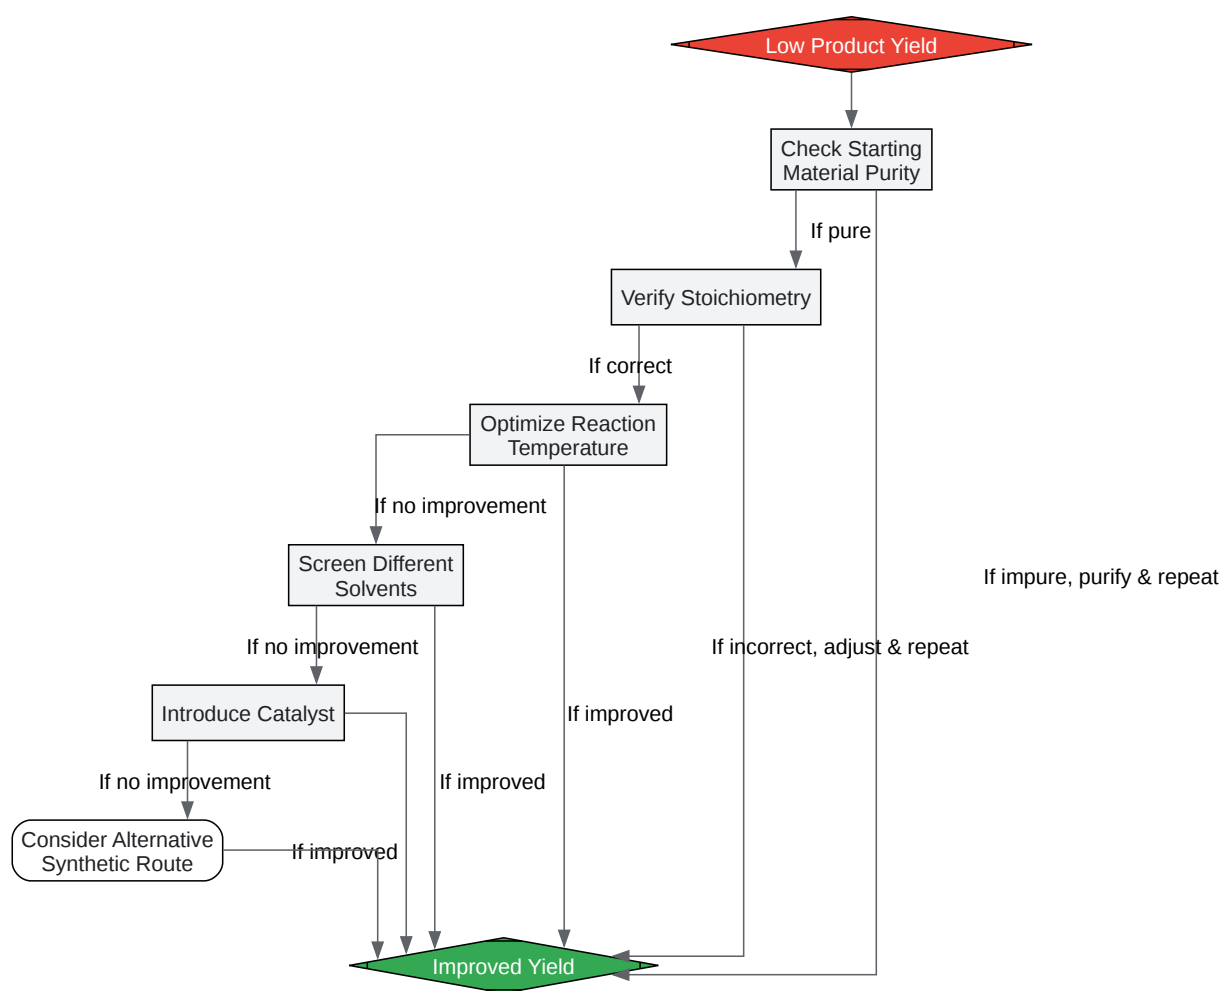 Low Product Yield
Check Starting
Material Purity
If pure
Verify Stoichiometry
If correct
Optimize Reaction
Temperature
If no improvement
Screen Different
Solvents
If impure, purify & repeat
If no improvement
If incorrect, adjust & repeat
Introduce Catalyst
If improved
If no improvement
If improved
Consider Alternative
Synthetic Route
If improved
Improved Yield